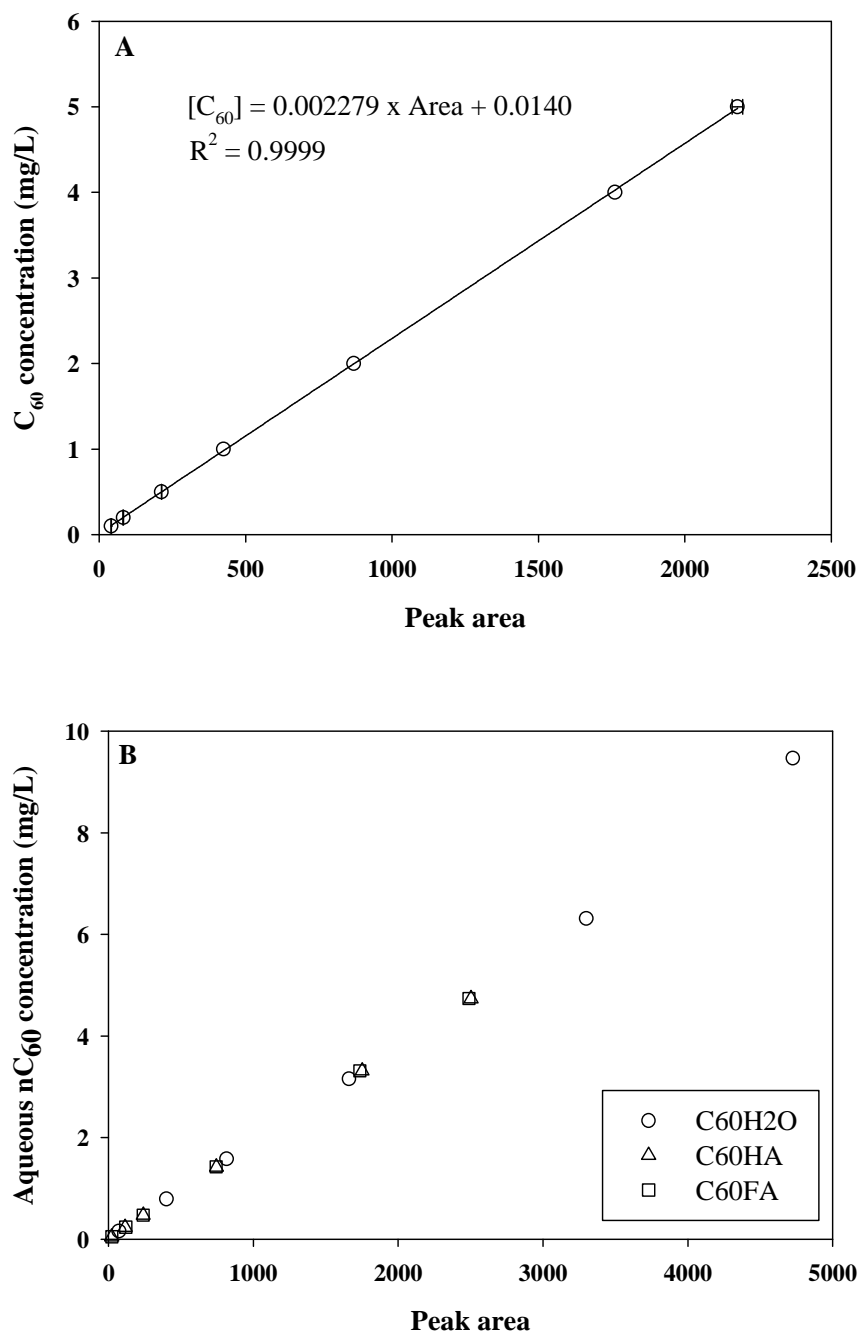 A
[C60] = 0.002279 x Area + 0.0140
R2 = 0.9999
C60 concentration (mg/L)
6
5
4
3
2
1
0
0 500 1000 1500 2000 2500
Peak area
B
Aqueous nC60 concentration (mg/L)
10
8
6
4
2
0
C60H2O
C60HA
C60FA
0 1000 2000 3000 4000 5000
Peak area